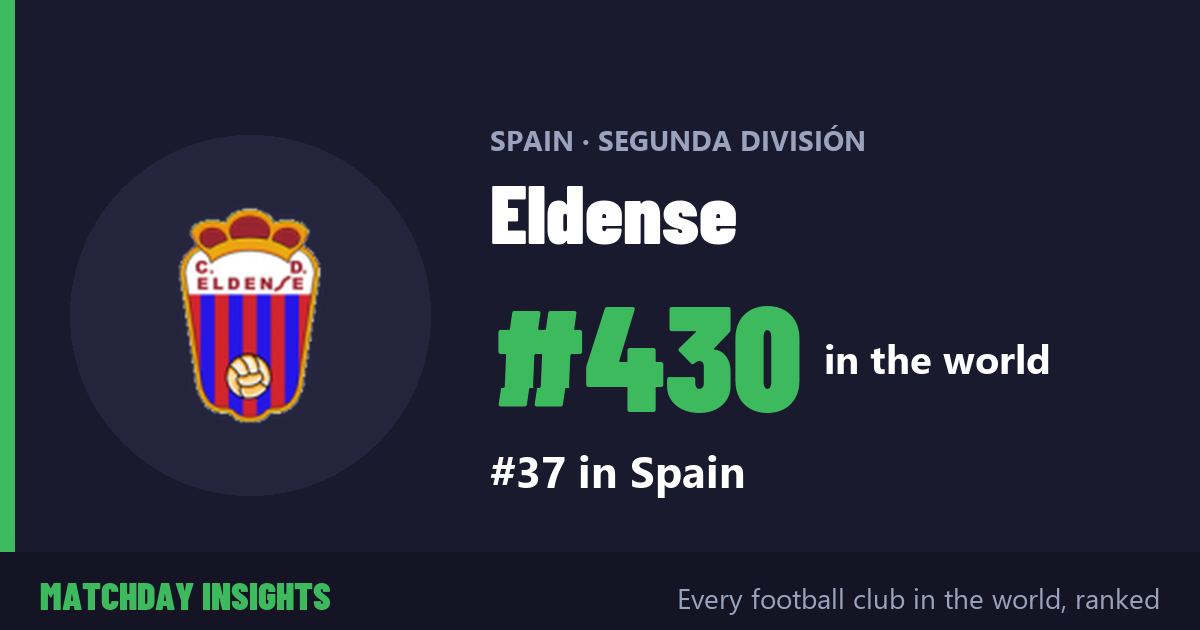 SPAIN · SEGUNDA DIVISIÓN
Eldense
C. D.
ELDENSE
#430 in the world
#37 in Spain
MATCHDAY INSIGHTS
Every football club in the world, ranked